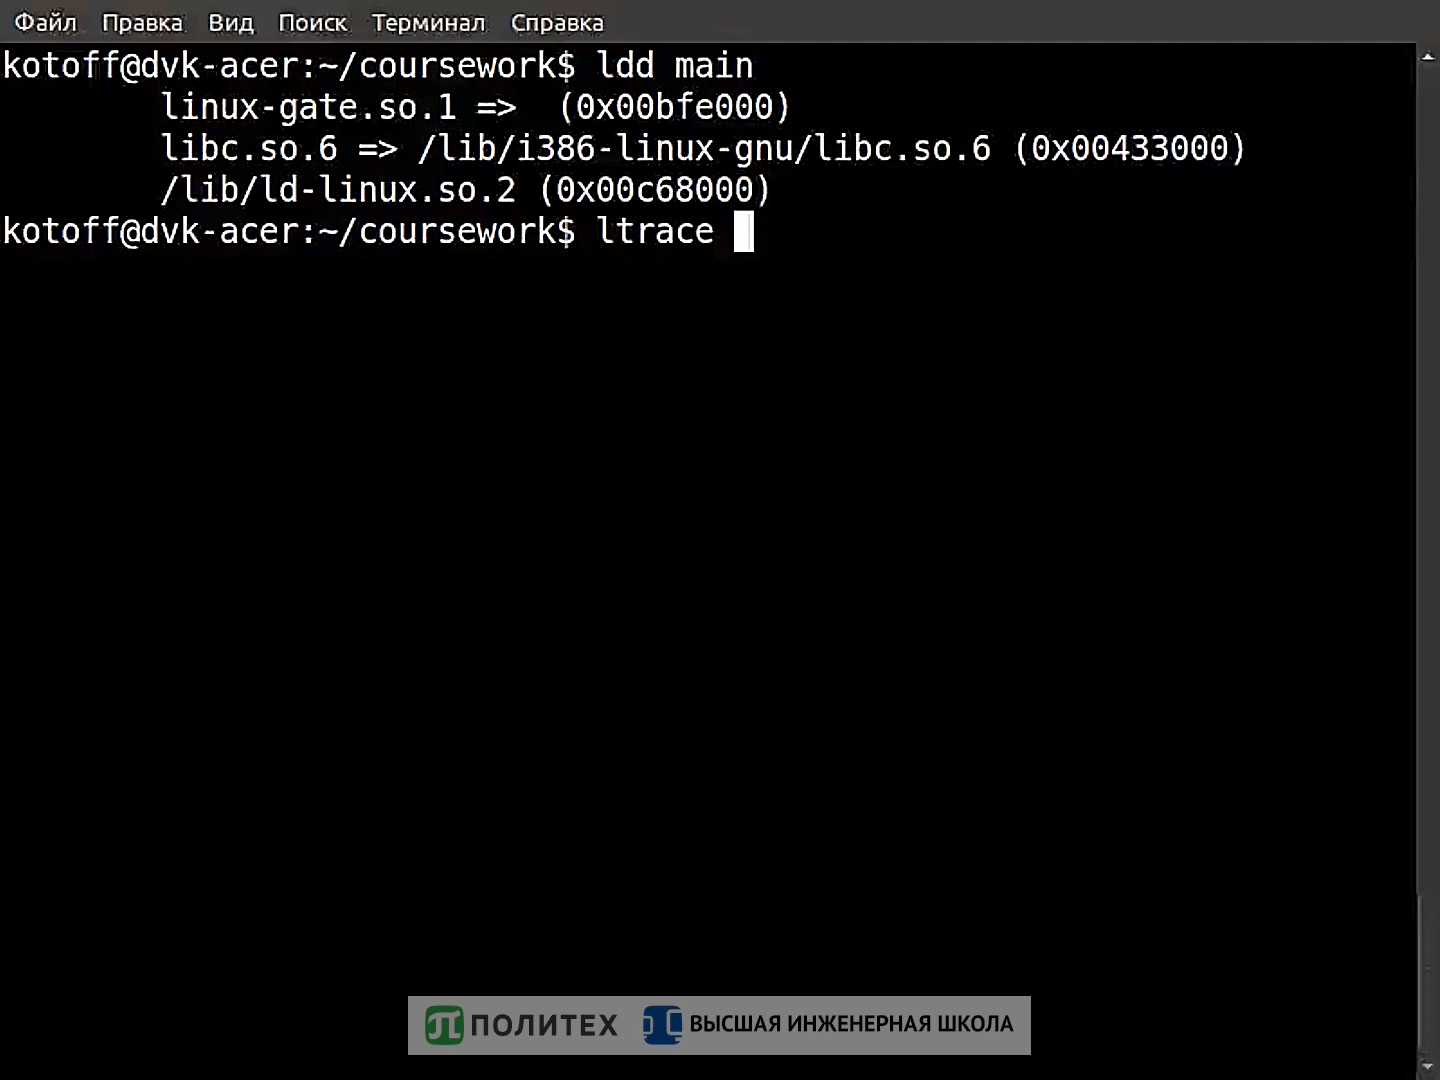 Файл Правка Вид Поиск Терминал Справка
kotoff@dvk-acer:~/coursework$ ldd main
linux-gate.so.1 =>  (0x00bfe000)
libc.so.6 => /lib/i386-linux-gnu/libc.so.6 (0x00433000)
/lib/ld-linux.so.2 (0x00c68000)
kotoff@dvk-acer:~/coursework$ ltrace
ПОЛИТЕХ ВЫСШАЯ ИНЖЕНЕРНАЯ ШКОЛА